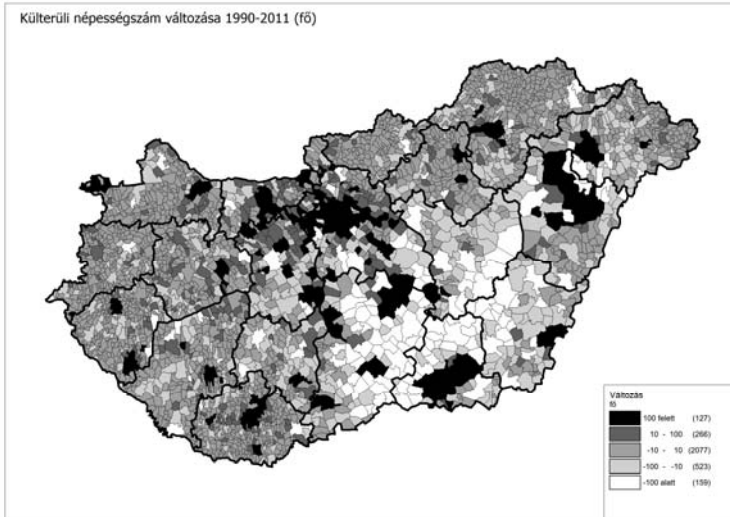 Külterüli népességszám változása 1990-2011 (fő)
Változás
fő
100 felett (127)
10 - 100 (266)
-10 - 10 (2077)
-100 - -10 (523)
-100 alatt (159)